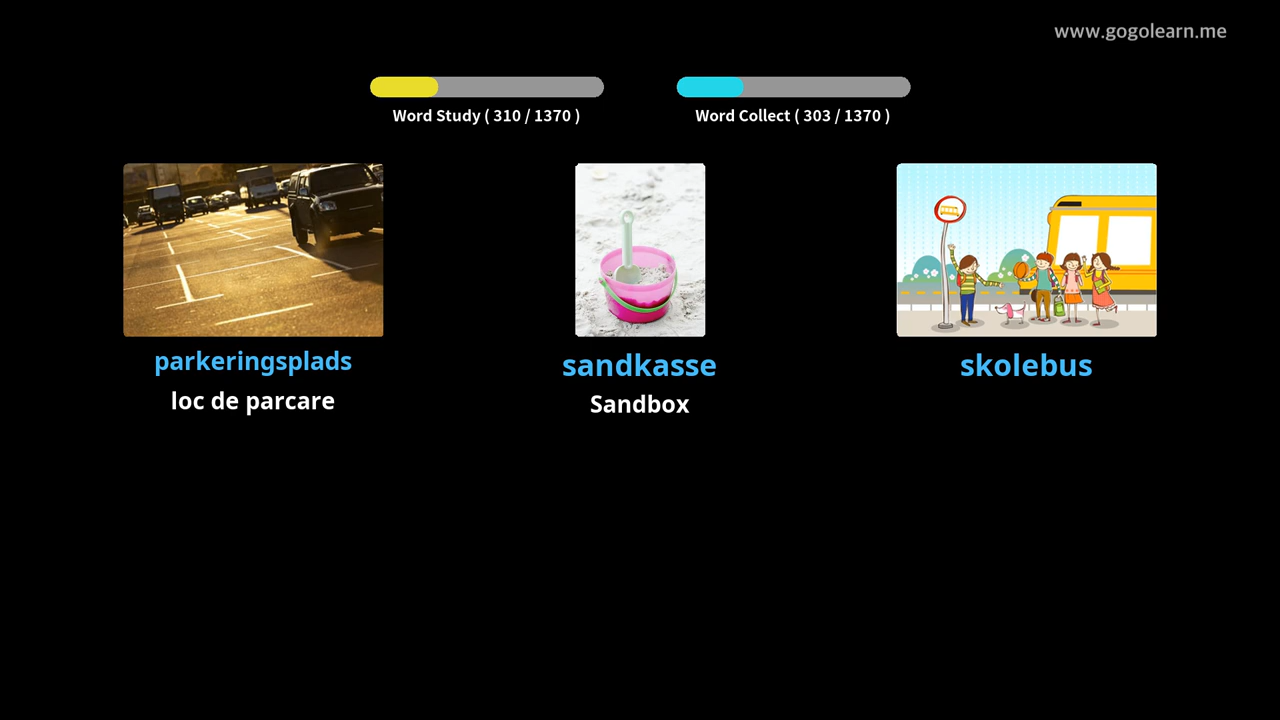 www.gogolearn.me
Word Study ( 310 / 1370 )
Word Collect ( 303 / 1370 )
parkeringsplads
loc de parcare
sandkasse
Sandbox
skolebus